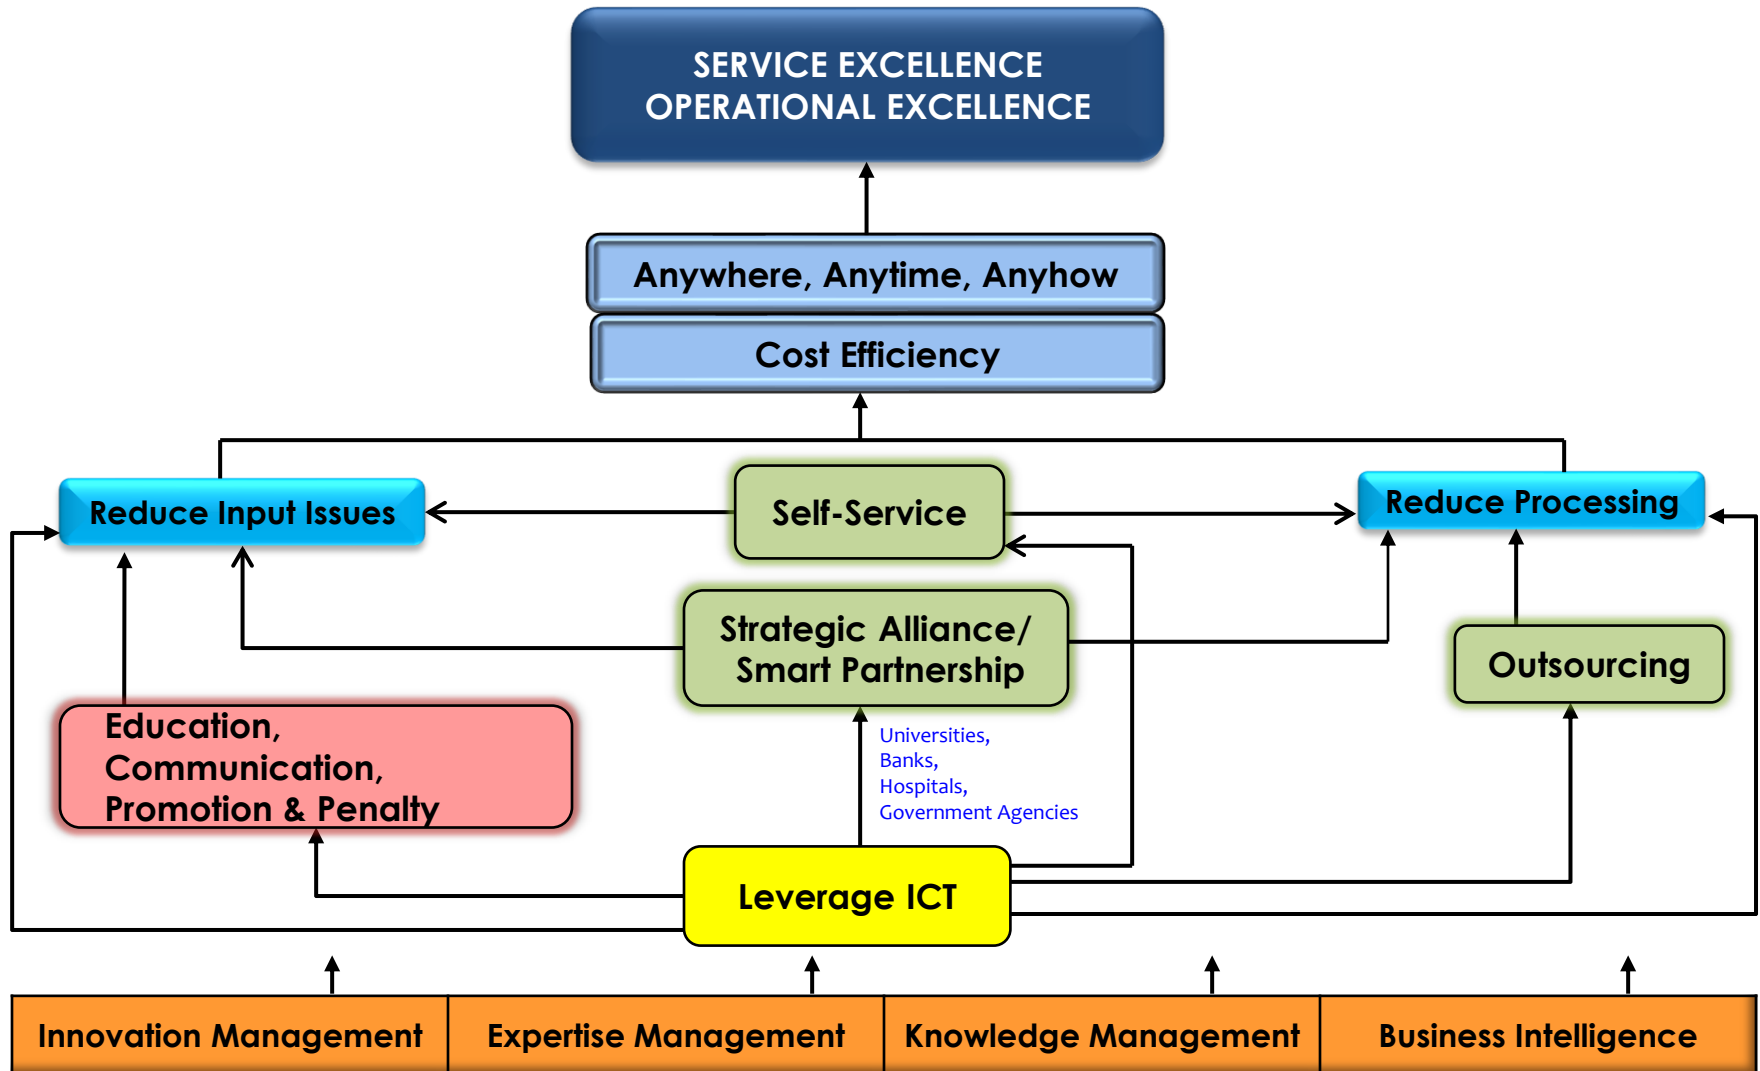 SERVICE EXCELLENCE
OPERATIONAL EXCELLENCE
Anywhere, Anytime, Anyhow
Cost Efficiency
Reduce Input Issues
Self-Service
Reduce Processing
Strategic Alliance/
Smart Partnership
Outsourcing
Education,
Communication,
Promotion & Penalty
Universities,
Banks,
Hospitals,
Government Agencies
Leverage ICT
Innovation Management
Expertise Management
Knowledge Management
Business Intelligence